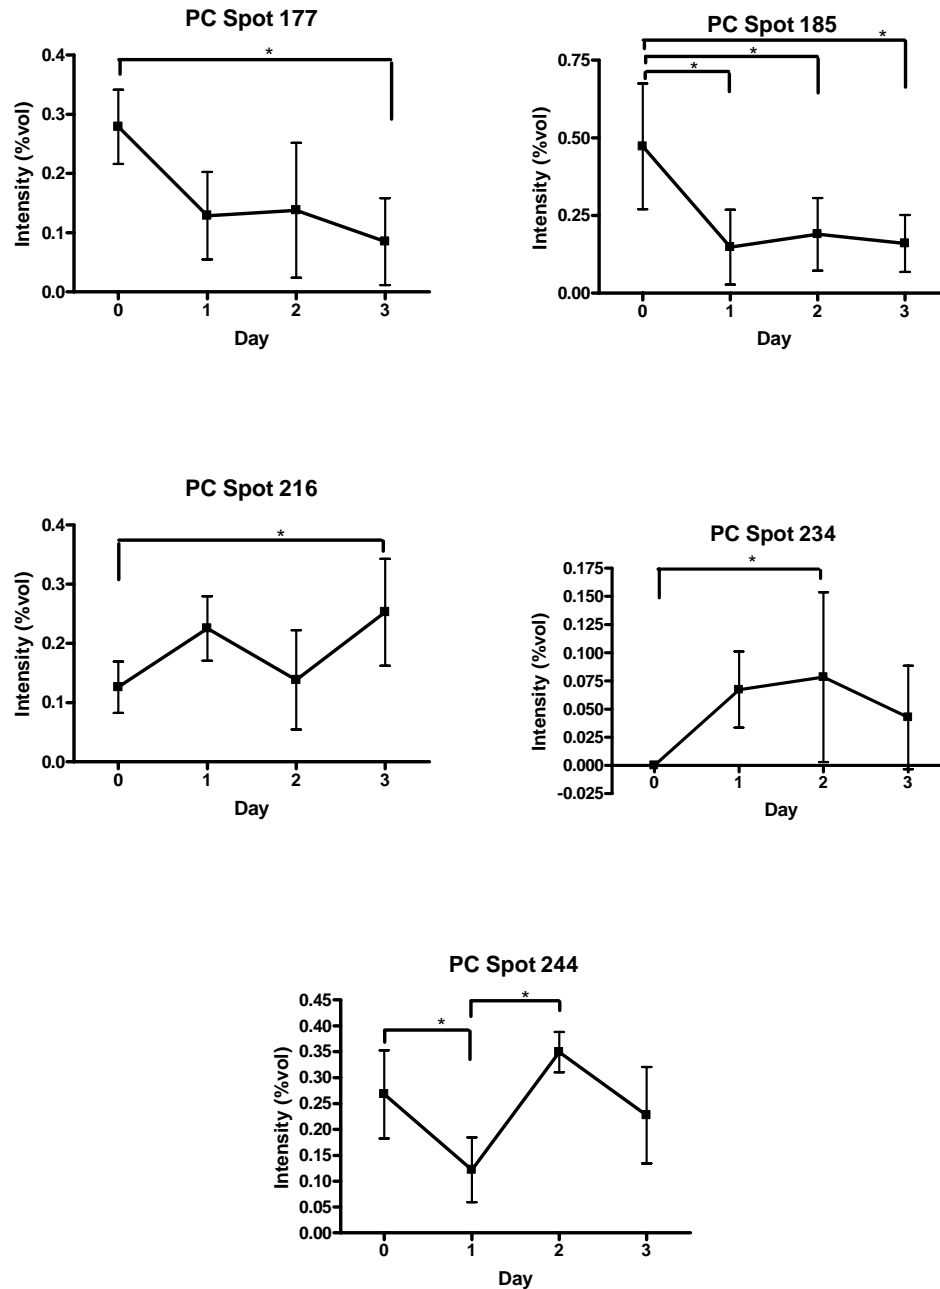 PC Spot 177
*
0.4
0.3
0.2
0.1
0.0
Intensity (%vol)
0 1 2 3
Day
PC Spot 185
*
*
*
0.75
0.50
0.25
0.00
Intensity (%vol)
0 1 2 3
Day
PC Spot 216
*
0.4
0.3
0.2
0.1
0.0
Intensity (%vol)
0 1 2 3
Day
PC Spot 234
*
0.175
0.150
0.125
0.100
0.075
0.050
0.025
0.000
-0.025
Intensity (%vol)
0 1 2 3
Day
PC Spot 244
*
*
0.45
0.40
0.35
0.30
0.25
0.20
0.15
0.10
0.05
0.00
Intensity (%vol)
0 1 2 3
Day